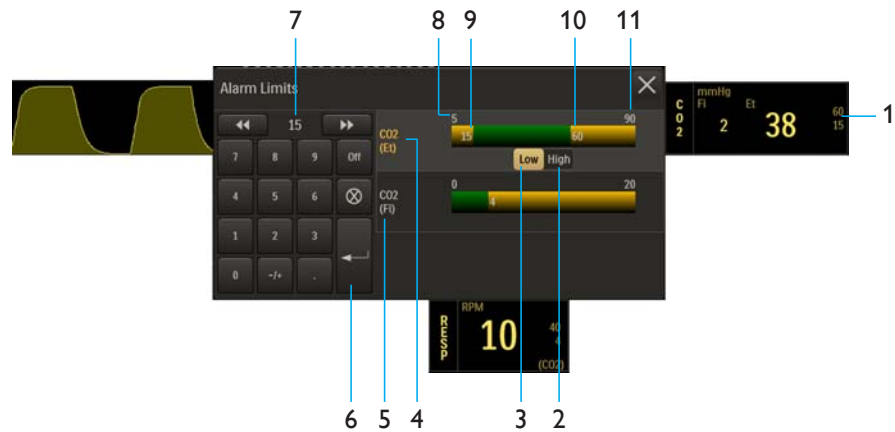 7 8 9 10 11
Alarm Limits
15
7 8 9 Off
4 5 6
1 2 3
0 -/+ .
CO2
(Et)
5 90
15 60
Low High
CO2
(FI)
0 20
4
CO2
mmHg
FI Et
2 38
60
15
1
RESP
RPM
10
40
4
(CO2)
6 5 4 3 2